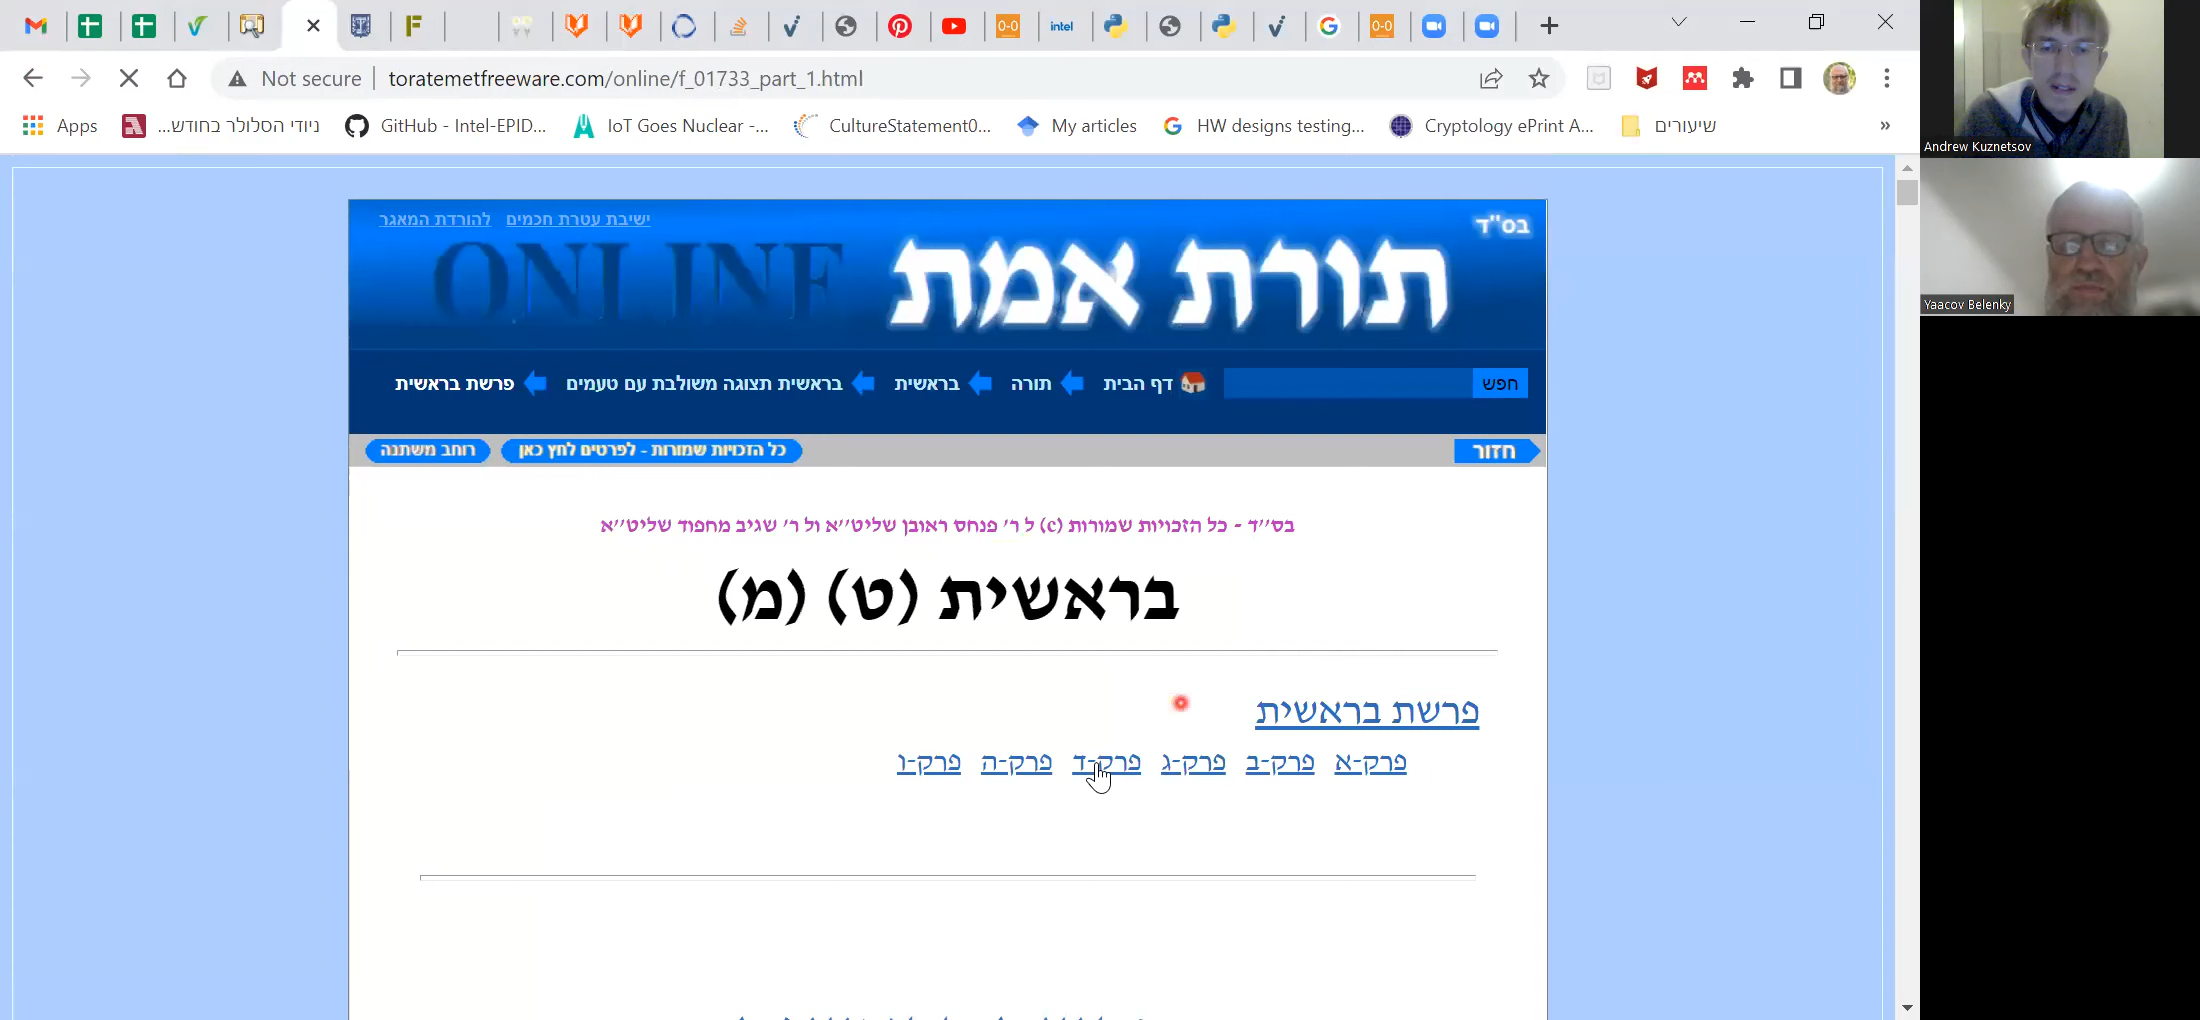 intel
Not secure
toratemetfreeware.com/online/f_01733_part_1.html
Apps
ניודי הסלולר בחודש...
GitHub - Intel-EPID...
IoT Goes Nuclear -...
CultureStatement0...
My articles
HW designs testing...
Cryptology ePrint A...
שיעורים
»
Andrew Kuznetsov
Yaacov Belenky
בס"ד
ישיבת עטרת חכמים
להורדת המאגר
תורת אמת
ONLINE
חפש
דף הבית
תורה
בראשית
בראשית תצוגה משולבת עם טעמים
פרשת בראשית
חזור
כל הזכויות שמורות - לפרטים לחץ כאן
רוחב משתנה
בס''ד - כל הזכויות שמורות (c) ל ר' פנחס ראובן שליט''א ול ר' שגיב מחפוד שליט''א
בראשית (ט) (מ)
פרשת בראשית
פרק-א פרק-ב פרק-ג פרק-ד פרק-ה פרק-ו